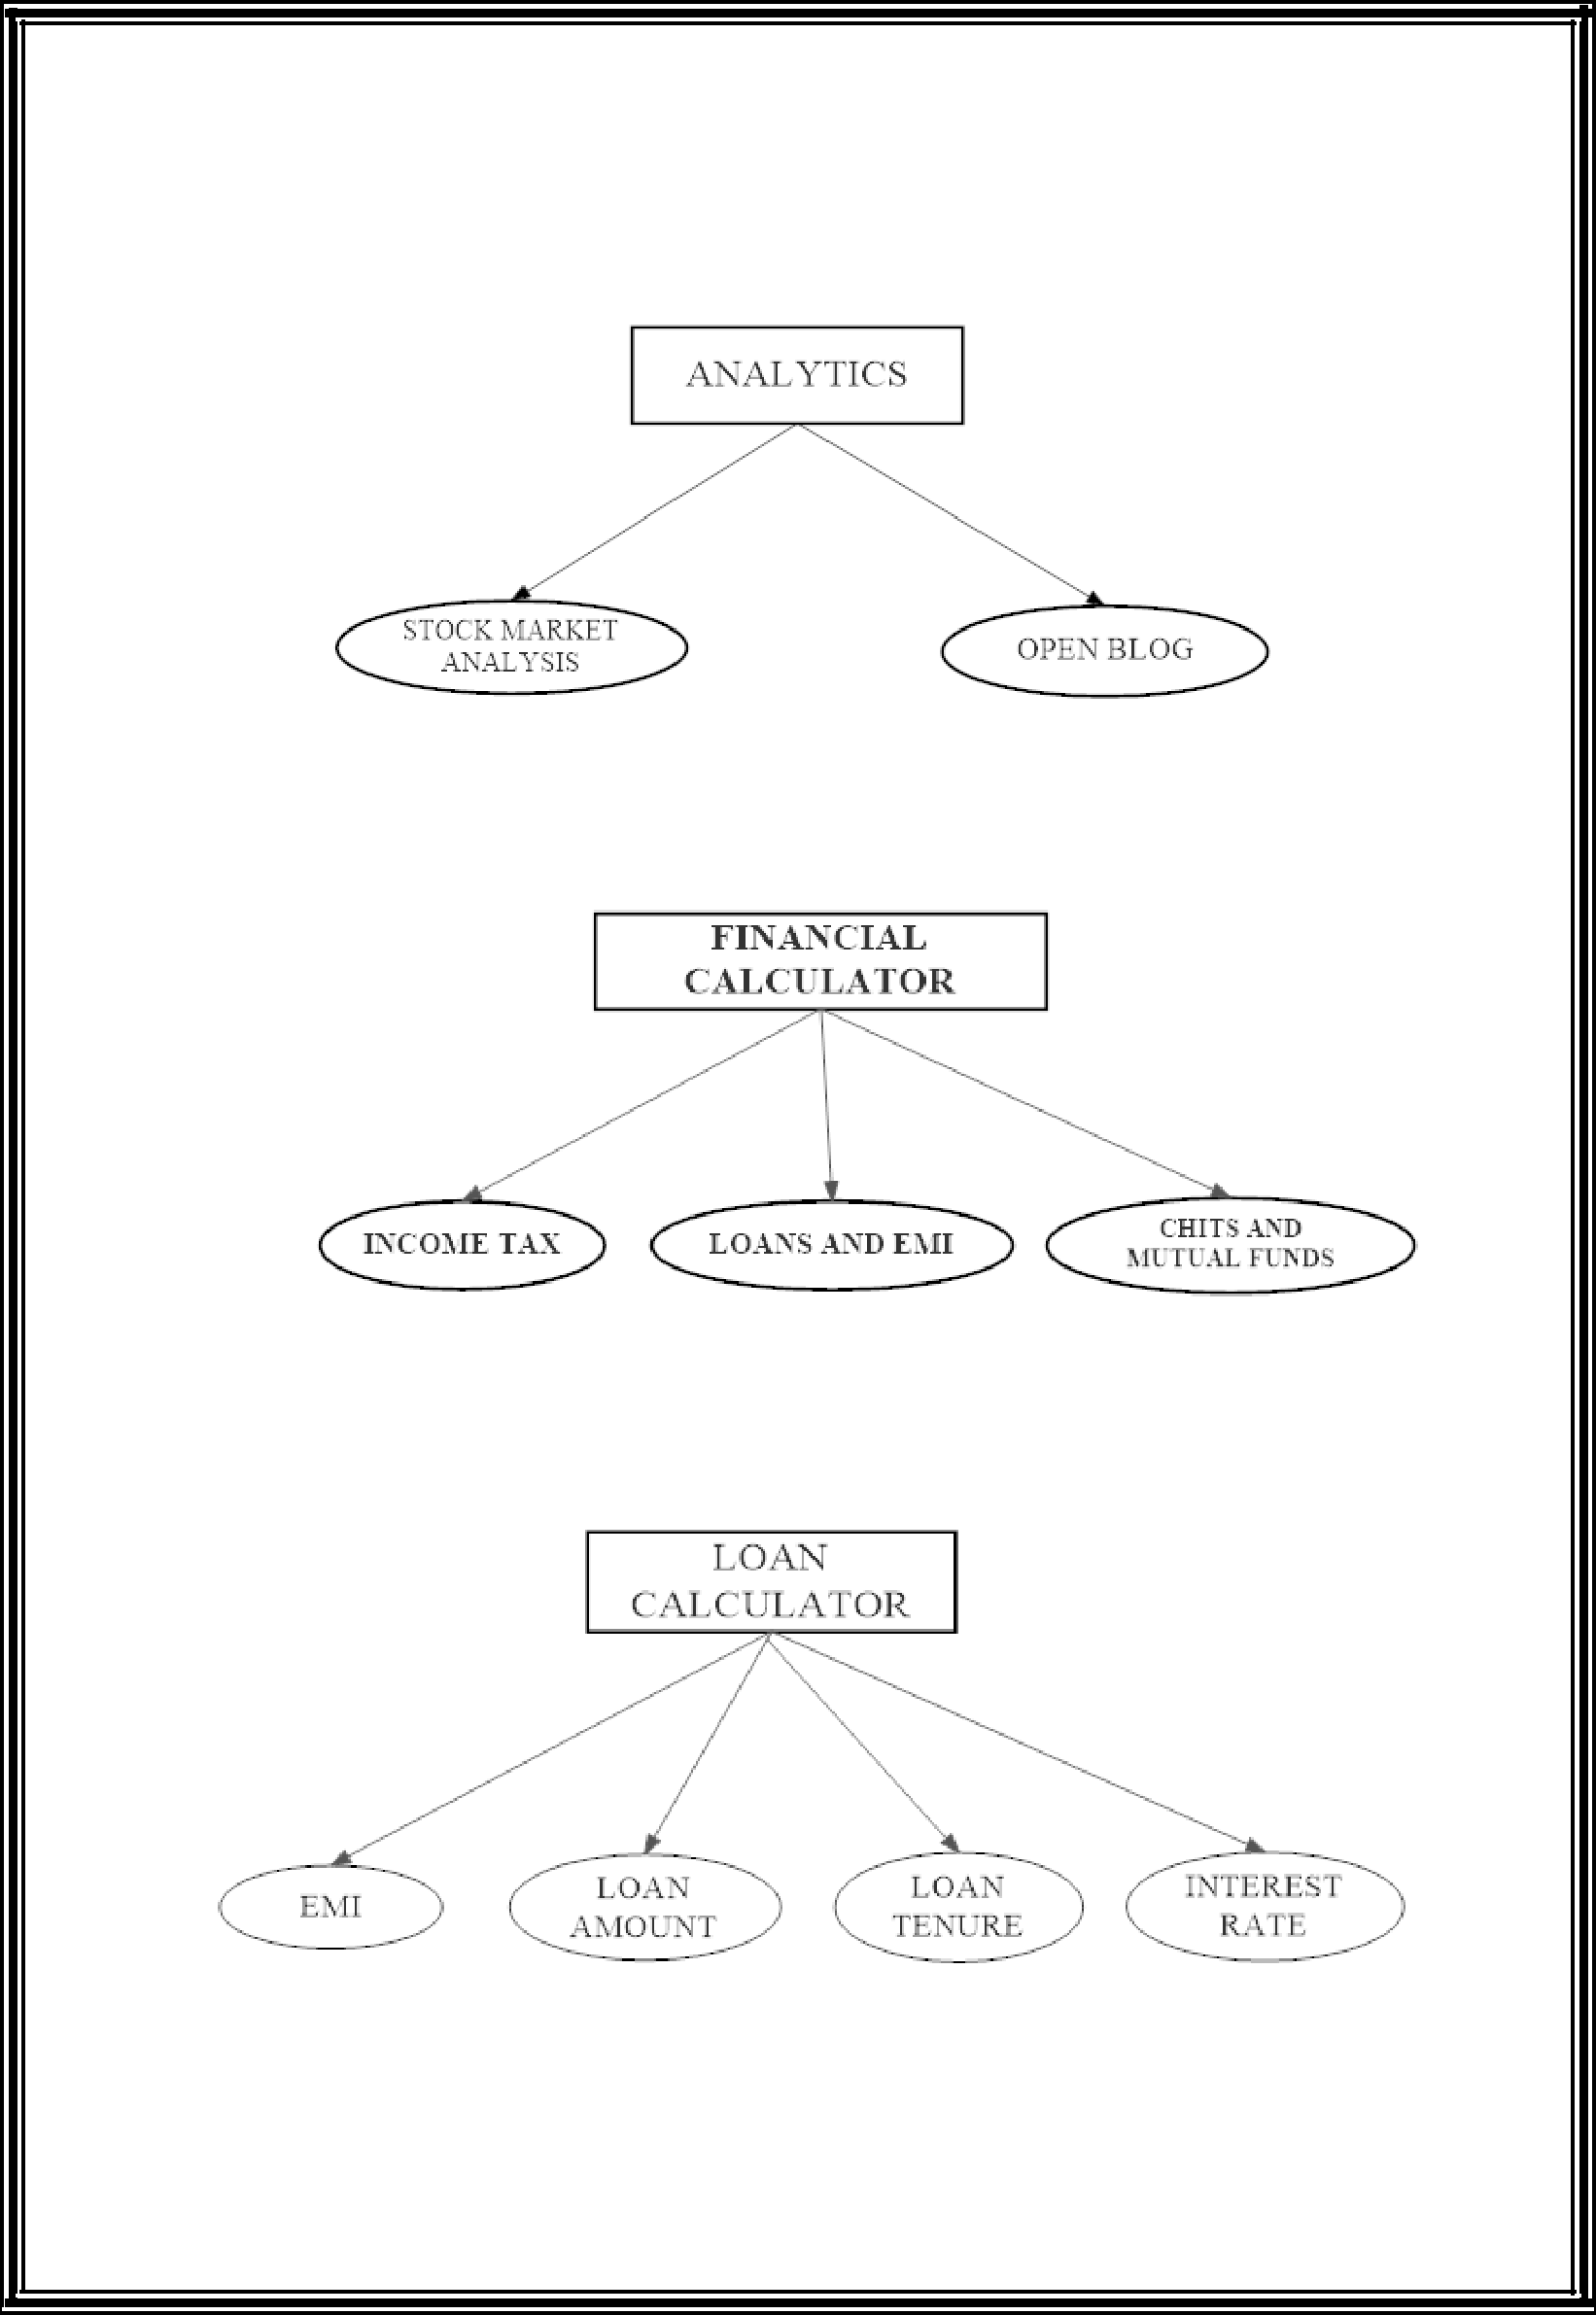 ANALYTICS
STOCK MARKET
ANALYSIS
OPEN BLOG
FINANCIAL
CALCULATOR
INCOME TAX
LOANS AND EMI
CHITS AND
MUTUAL FUNDS
LOAN
CALCULATOR
EMI
LOAN
AMOUNT
LOAN
TENURE
INTEREST
RATE